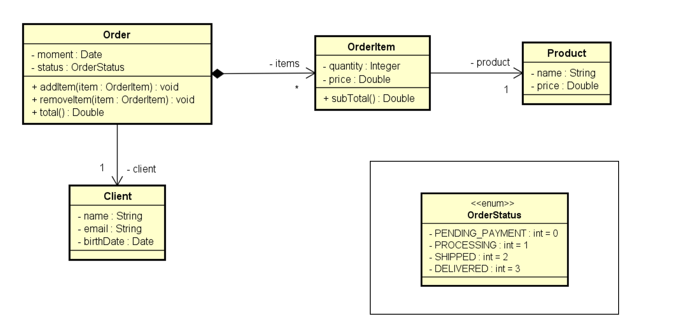 Order
- moment : Date
- status : OrderStatus
+ addItem(item : OrderItem) : void
+ removeItem(item : OrderItem) : void
+ total() : Double
- items
*
OrderItem
- quantity : Integer
- price : Double
+ subTotal() : Double
- product
1
Product
- name : String
- price : Double
1
- client
Client
- name : String
- email : String
- birthDate : Date
<<enum>>
OrderStatus
- PENDING_PAYMENT : int = 0
- PROCESSING : int = 1
- SHIPPED : int = 2
- DELIVERED : int = 3